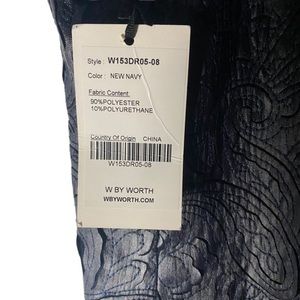 Style : W153DR05-08
Color : NEW NAVY
Fabric Content:
90%POLYESTER
10%POLYURETHANE
Country Of Origin CHINA
W153DR05-08
W BY WORTH
WBYWORTH.COM